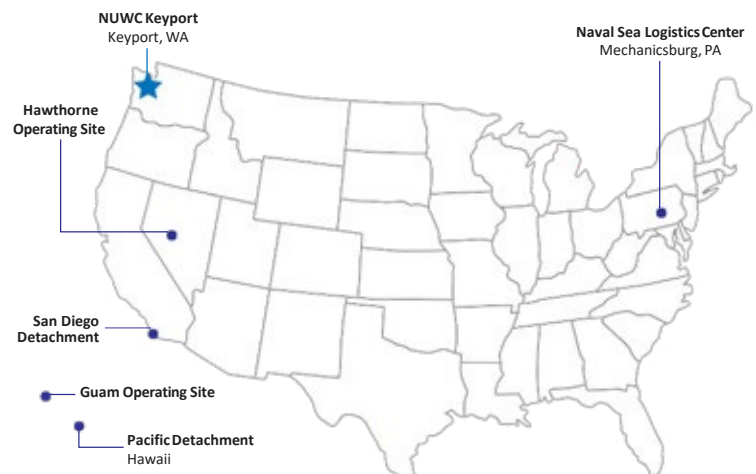 NUWC Keyport
Keyport, WA
Naval Sea Logistics Center
Mechanicsburg, PA
Hawthorne
Operating Site
San Diego
Detachment
Guam Operating Site
Pacific Detachment
Hawaii